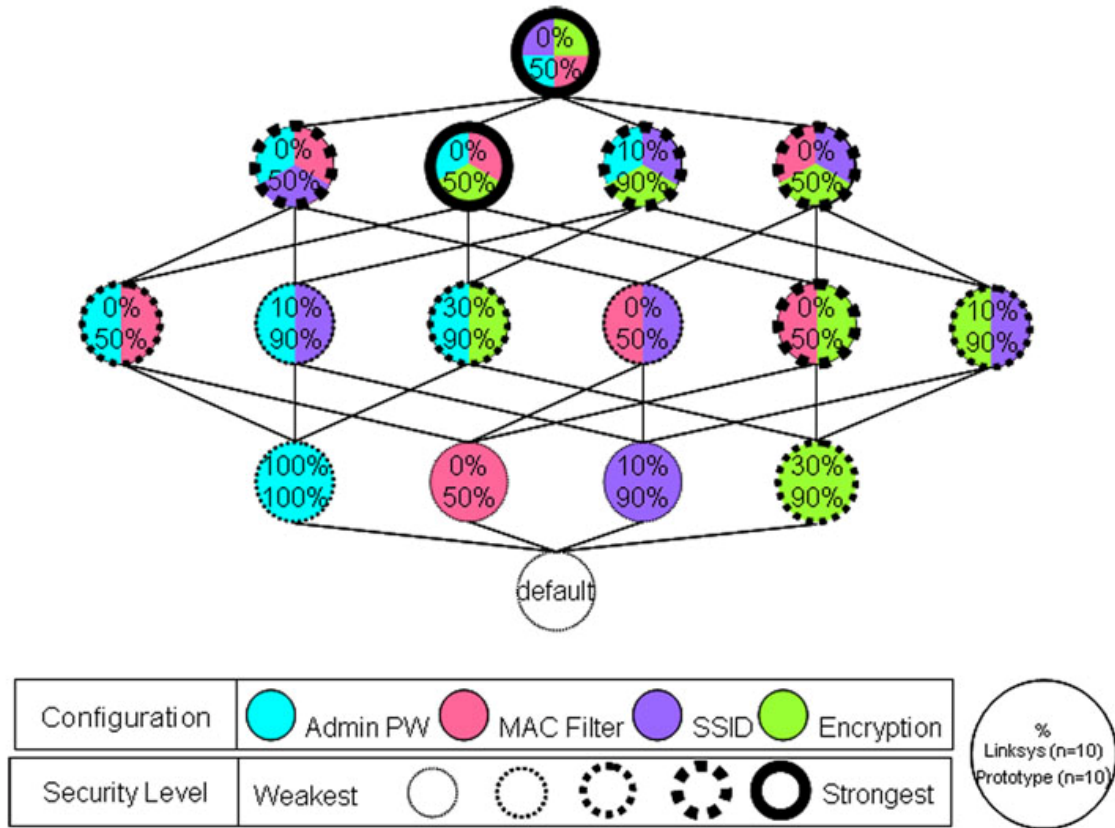 0%
50%
0%
50%
0%
50%
10%
90%
0%
50%
0%
50%
10%
90%
30%
90%
0%
50%
0%
50%
10%
90%
100%
100%
0%
50%
10%
90%
30%
90%
default
Configuration
Admin PW
MAC Filter
SSID
Encryption
Security Level
Weakest
Strongest
%
Linksys (n=10)
Prototype (n=10)